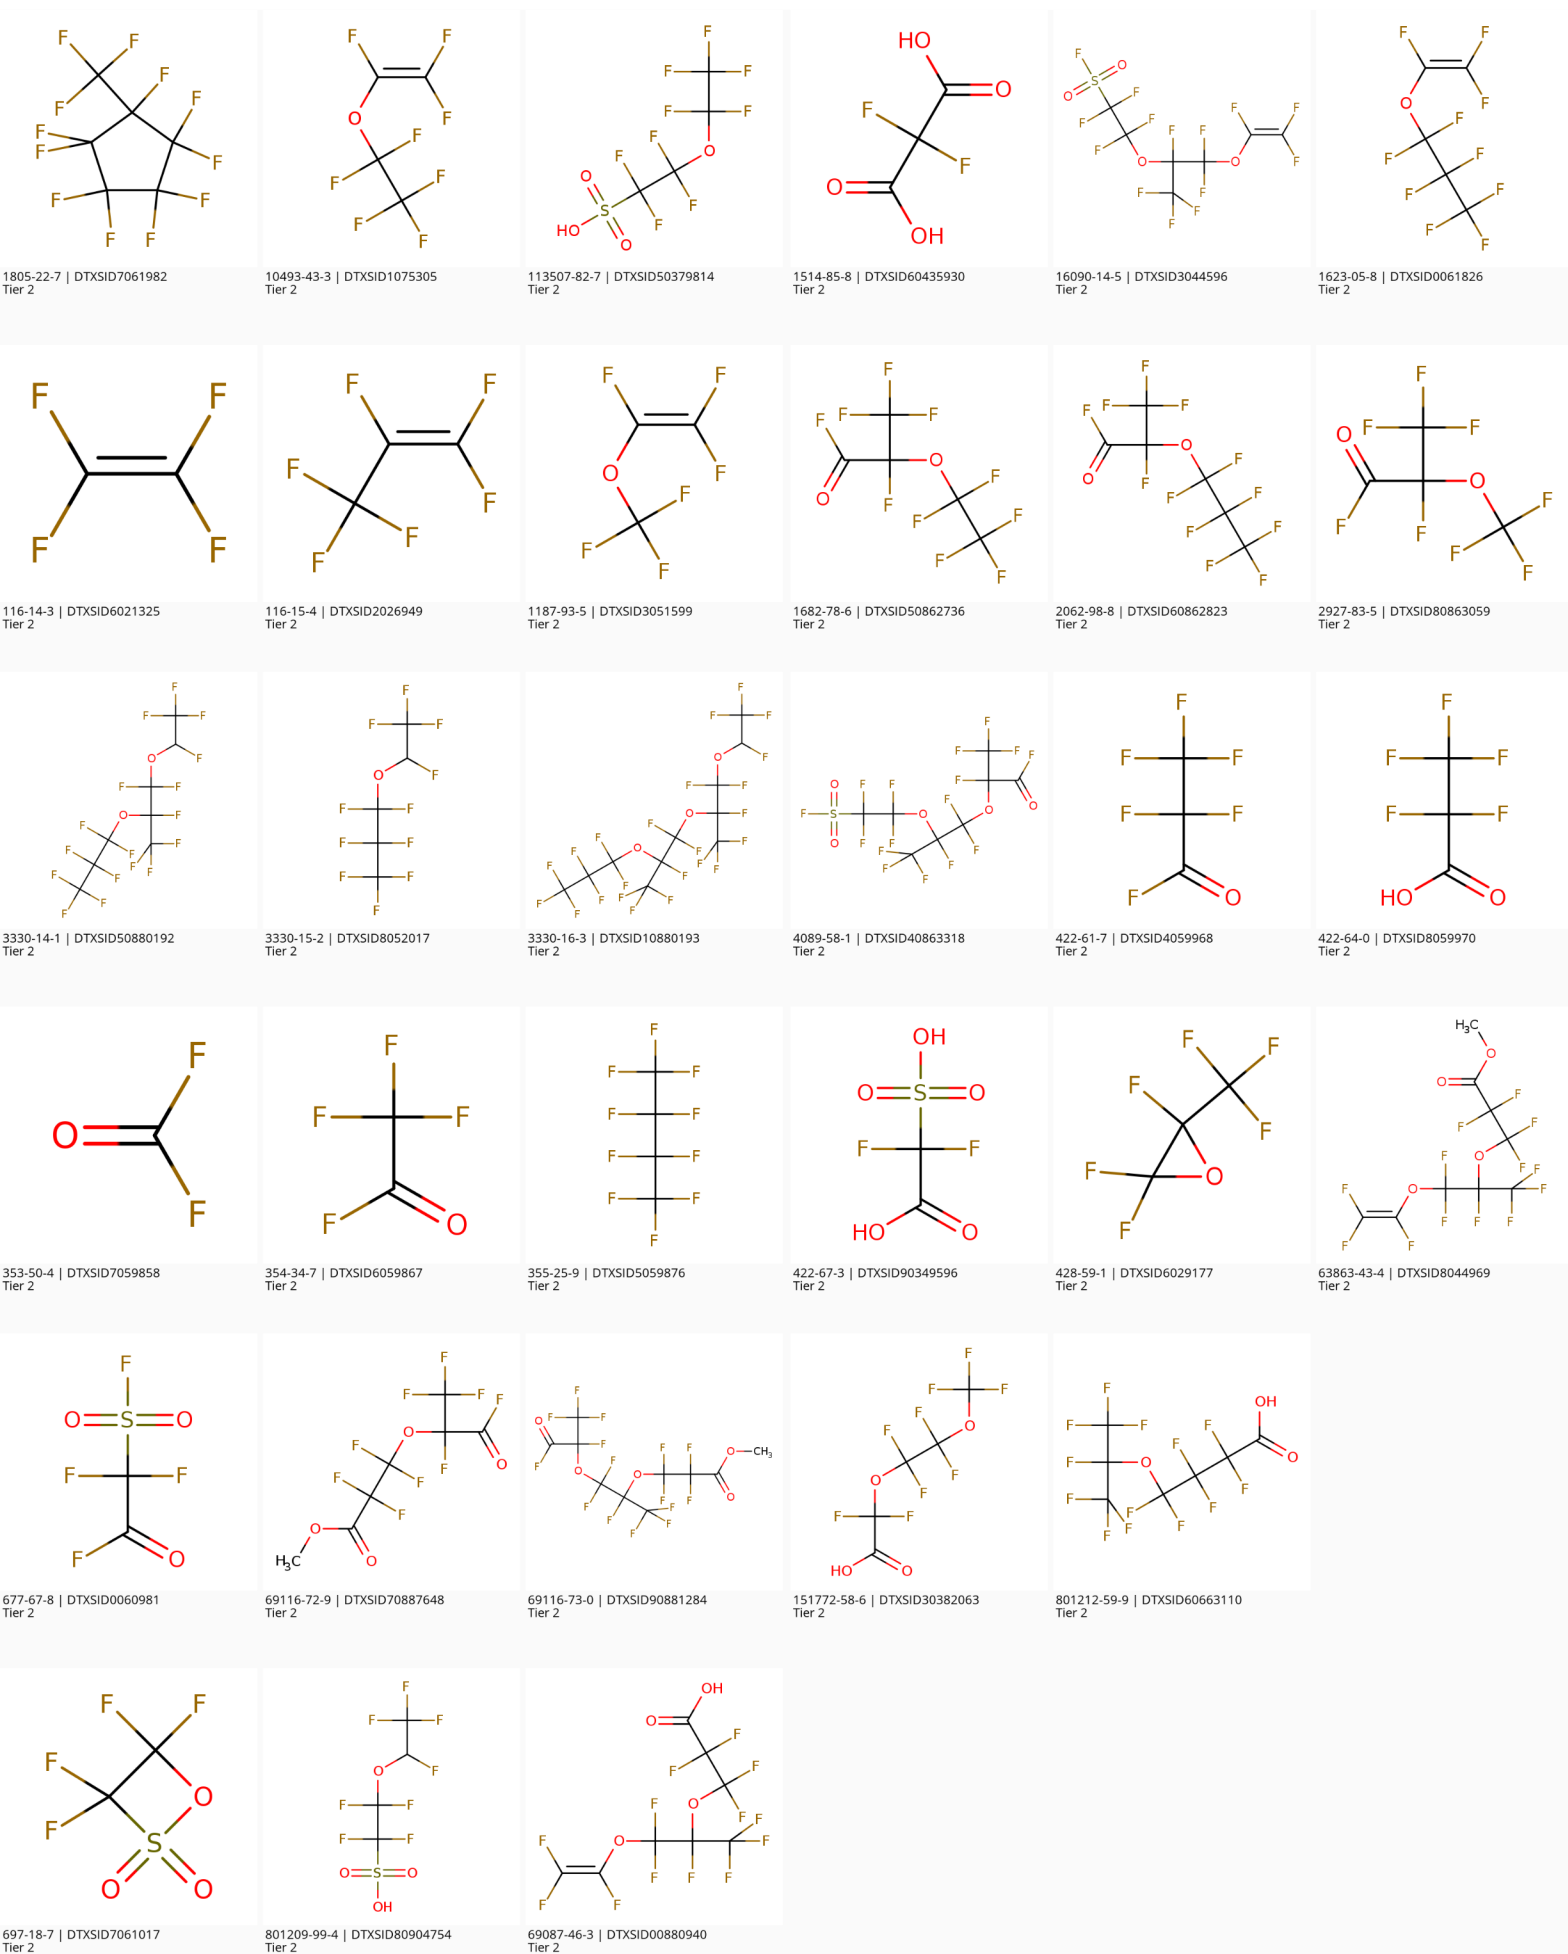 1805-22-7 | DTXSID7061982
Tier 2
10493-43-3 | DTXSID1075305
Tier 2
113507-82-7 | DTXSID50379814
Tier 2
1514-85-8 | DTXSID60435930
Tier 2
16090-14-5 | DTXSID3044596
Tier 2
1623-05-8 | DTXSID0061826
Tier 2
116-14-3 | DTXSID6021325
Tier 2
116-15-4 | DTXSID2026949
Tier 2
1187-93-5 | DTXSID3051599
Tier 2
1682-78-6 | DTXSID50862736
Tier 2
2062-98-8 | DTXSID60862823
Tier 2
2927-83-5 | DTXSID80863059
Tier 2
3330-14-1 | DTXSID50880192
Tier 2
3330-15-2 | DTXSID8052017
Tier 2
3330-16-3 | DTXSID10880193
Tier 2
4089-58-1 | DTXSID40863318
Tier 2
422-61-7 | DTXSID4059968
Tier 2
422-64-0 | DTXSID8059970
Tier 2
353-50-4 | DTXSID7059858
Tier 2
354-34-7 | DTXSID6059867
Tier 2
355-25-9 | DTXSID5059876
Tier 2
422-67-3 | DTXSID90349596
Tier 2
428-59-1 | DTXSID6029177
Tier 2
63863-43-4 | DTXSID8044969
Tier 2
677-67-8 | DTXSID0060981
Tier 2
69116-72-9 | DTXSID70887648
Tier 2
69116-73-0 | DTXSID90881284
Tier 2
151772-58-6 | DTXSID30382063
Tier 2
801212-59-9 | DTXSID60663110
Tier 2
697-18-7 | DTXSID7061017
Tier 2
801209-99-4 | DTXSID80904754
Tier 2
69087-46-3 | DTXSID00880940
Tier 2